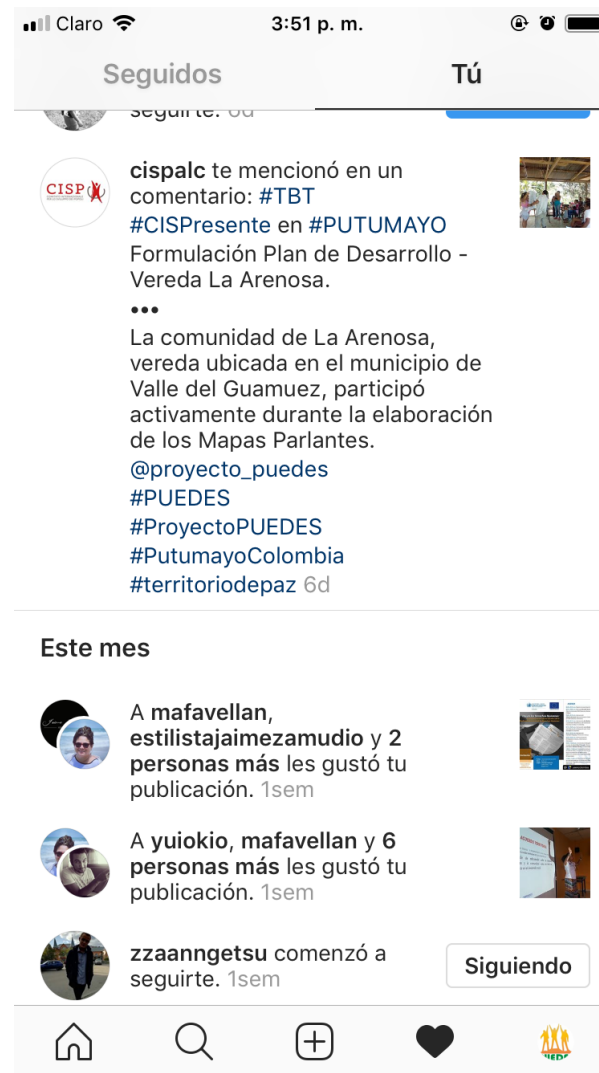 Claro 3:51 p. m.
Seguidos Tú
seguirte. 6d
CISP
cispalc te mencionó en un
comentario: #TBT
#CISPresente en #PUTUMAYO
Formulación Plan de Desarrollo -
Vereda La Arenosa.
•••
La comunidad de La Arenosa,
vereda ubicada en el municipio de
Valle del Guamuez, participó
activamente durante la elaboración
de los Mapas Parlantes.
@proyecto_puedes
#PUEDES
#ProyectoPUEDES
#PutumayoColombia
#territoriodepaz 6d
Este mes
A mafavellan,
estilistajaimezamudio y 2
personas más les gustó tu
publicación. 1sem
A yuiokio, mafavellan y 6
personas más les gustó tu
publicación. 1sem
zzaanngetsu comenzó a
seguirte. 1sem
Siguiendo